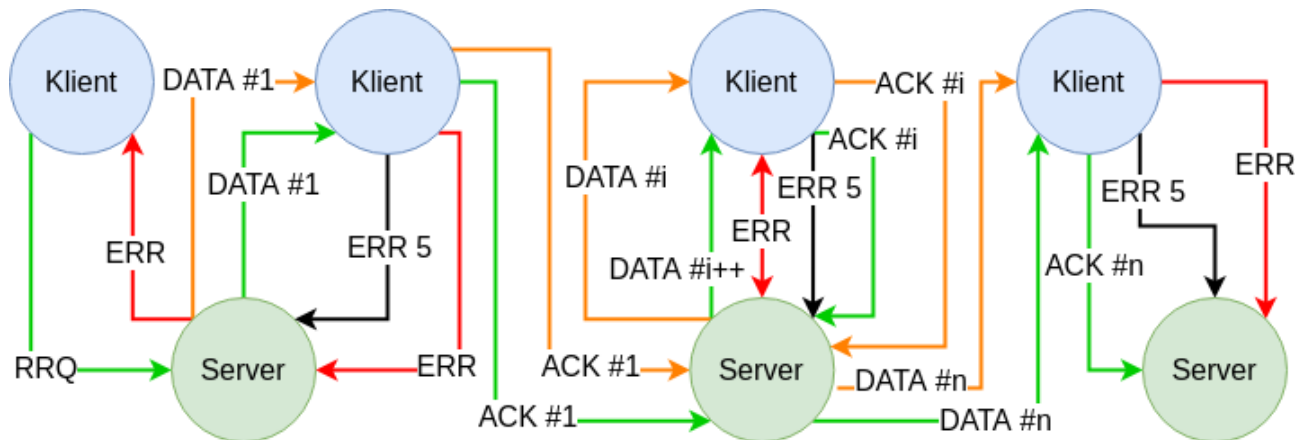 Klient
DATA #1
Klient
Klient
ACK #i
Klient
ACK #i
DATA #1
DATA #i
ERR 5
ERR
ERR 5
ERR
ERR 5
ERR
DATA #i++
ACK #n
RRQ
Server
ERR
ACK #1
Server
DATA #n
Server
ACK #1
DATA #n